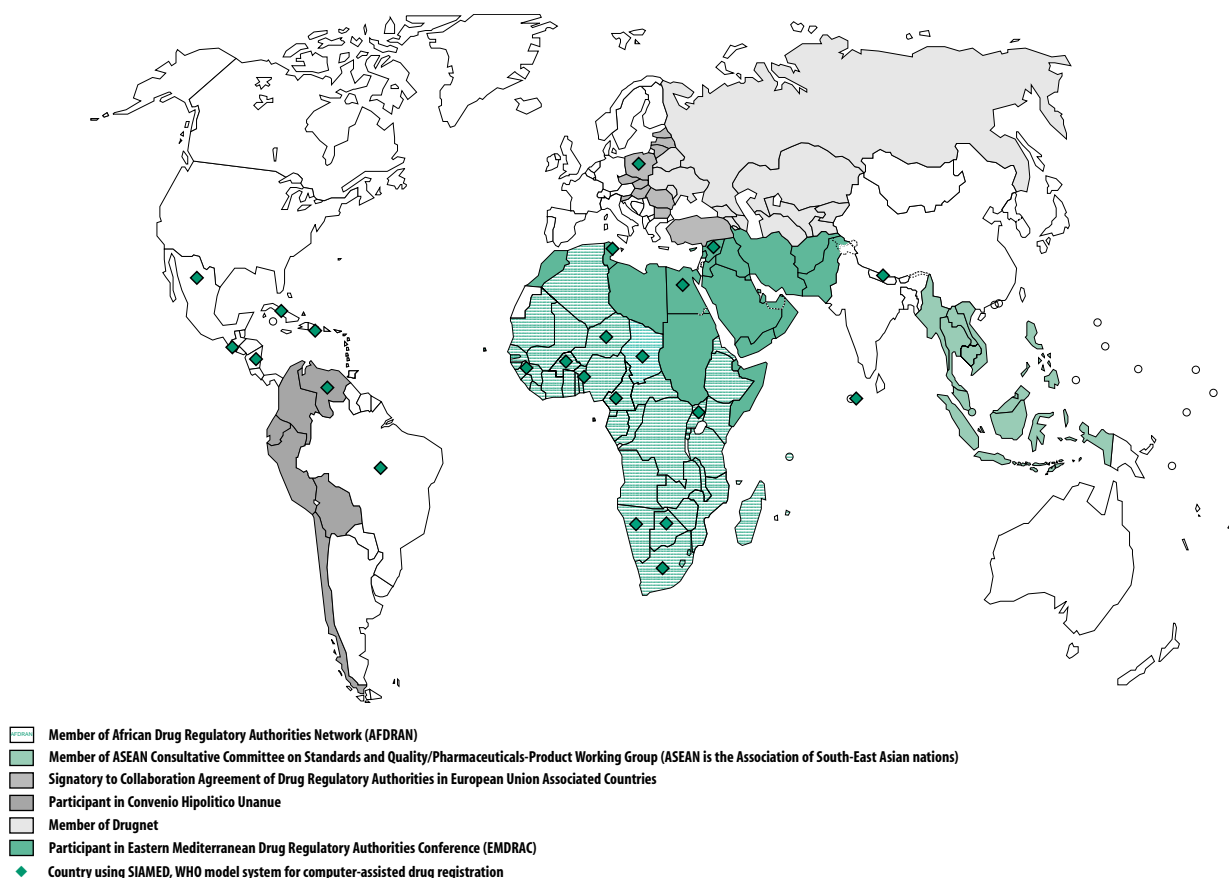 AFDRAN Member of African Drug Regulatory Authorities Network (AFDRAN)
Member of ASEAN Consultative Committee on Standards and Quality/Pharmaceuticals-Product Working Group (ASEAN is the Association of South-East Asian nations)
Signatory to Collaboration Agreement of Drug Regulatory Authorities in European Union Associated Countries
Participant in Convenio Hipolitico Unanue
Member of Drugnet
Participant in Eastern Mediterranean Drug Regulatory Authorities Conference (EMDRAC)
Country using SIAMED, WHO model system for computer-assisted drug registration